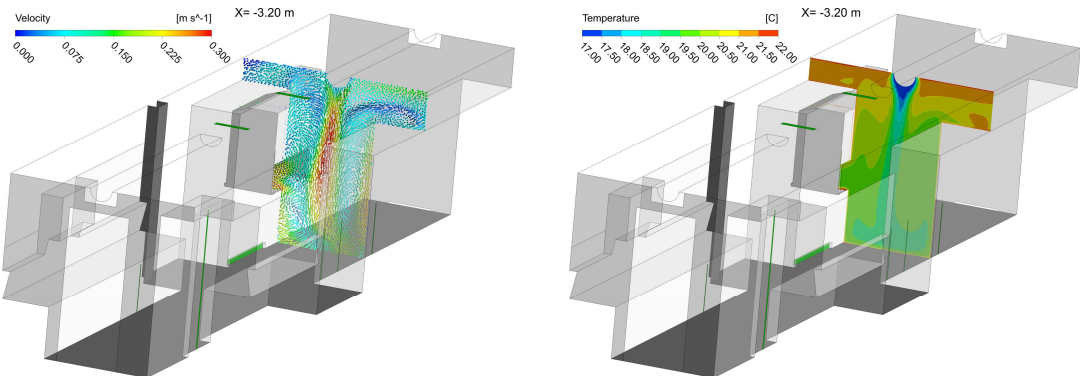 Velocity [m s^-1]
X= -3.20 m
0.000 0.075 0.150 0.225 0.300
Temperature [C]
X= -3.20 m
17.00 17.50 18.00 18.50 19.00 19.50 20.00 20.50 21.00 21.50 22.00